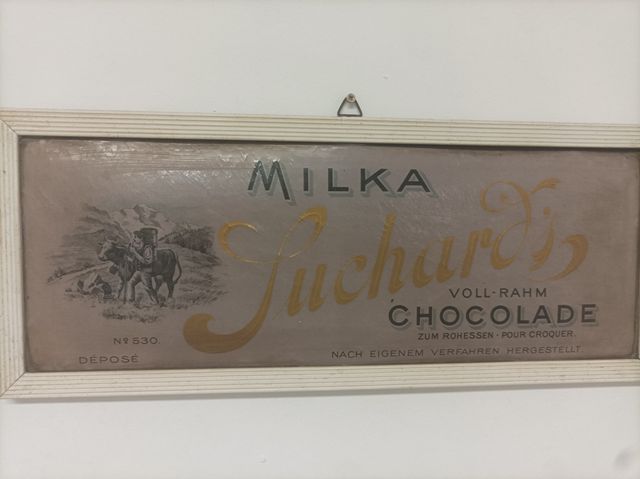 MILKA
Suchard's
VOLL-RAHM
CHOCOLADE
ZUM ROHESSEN · POUR CROQUER.
Nº 530.
DÉPOSÉ
NACH EIGENEM VERFAHREN HERGESTELLT